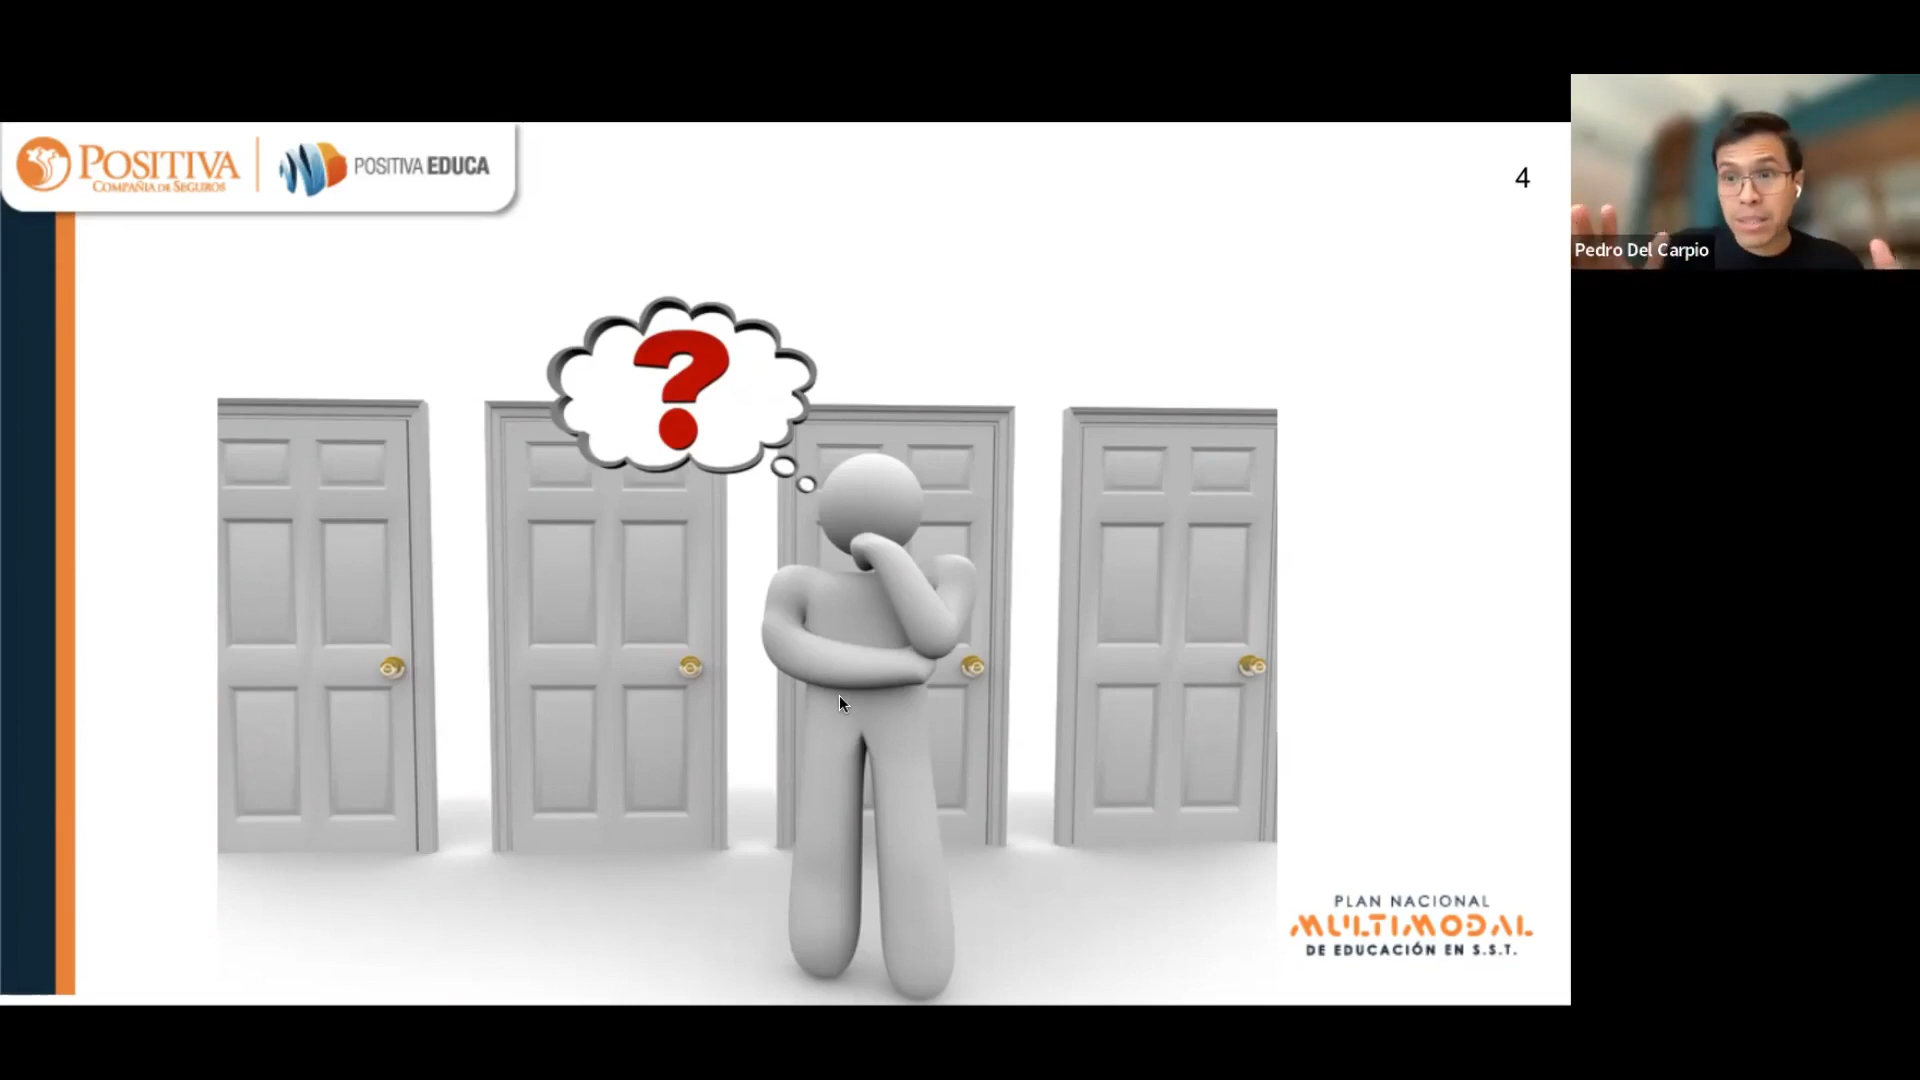 POSITIVA
COMPAÑÍA DE SEGUROS
POSITIVA EDUCA
4
Pedro Del Carpio
?
PLAN NACIONAL
MULTIMODAL
DE EDUCACIÓN EN S.S.T.